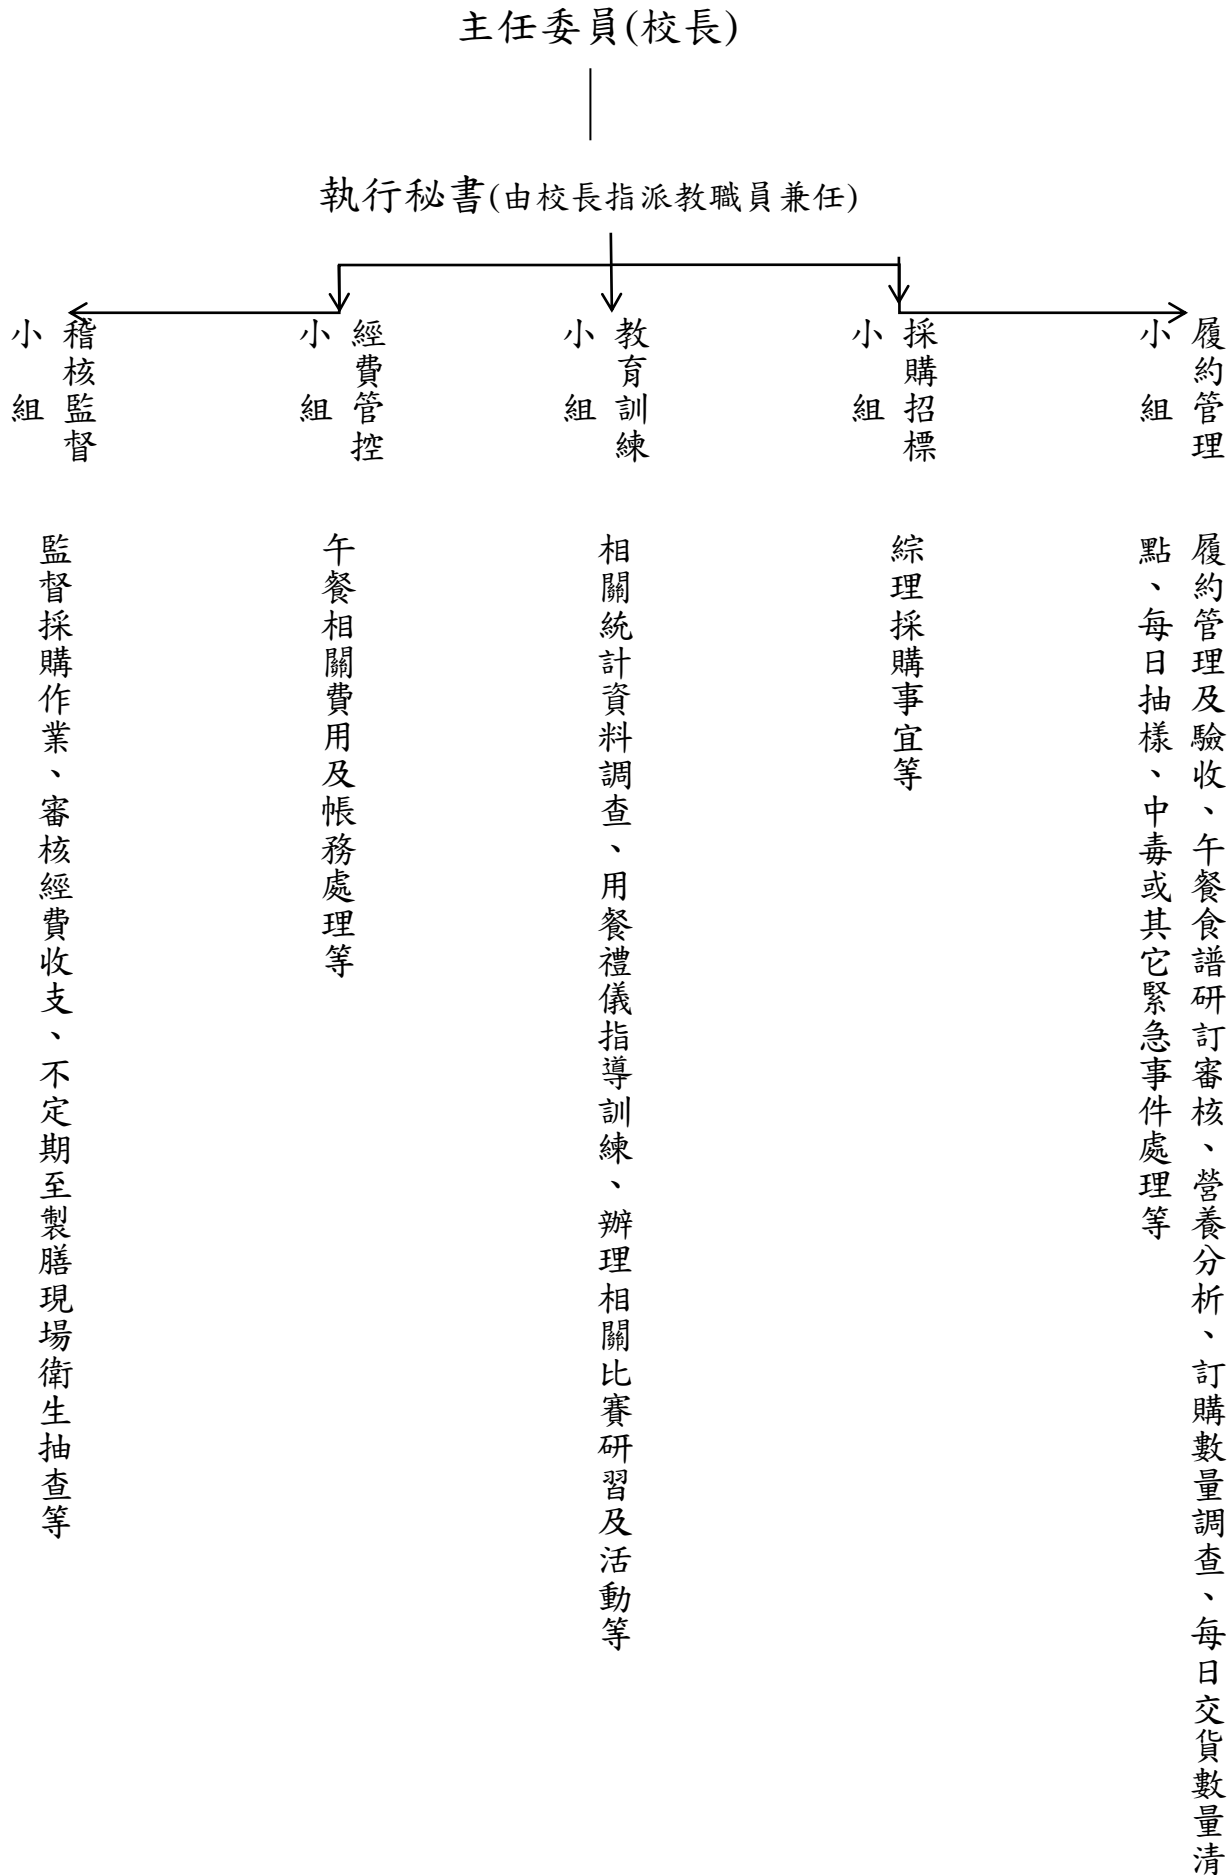 主任委員(校長)
執行秘書(由校長指派教職員兼任)
履約管理
小組
採購招標
小組
教育訓練
小組
經費管控
小組
稽核監督
小組
履約管理及驗收、午餐食譜研訂審核、營養分析、訂購數量調查、每日交貨數量清
點、每日抽樣、中毒或其它緊急事件處理等
綜理採購事宜等
相關統計資料調查、用餐禮儀指導訓練、辦理相關比賽研習及活動等
午餐相關費用及帳務處理等
監督採購作業、審核經費收支、不定期至製膳現場衛生抽查等